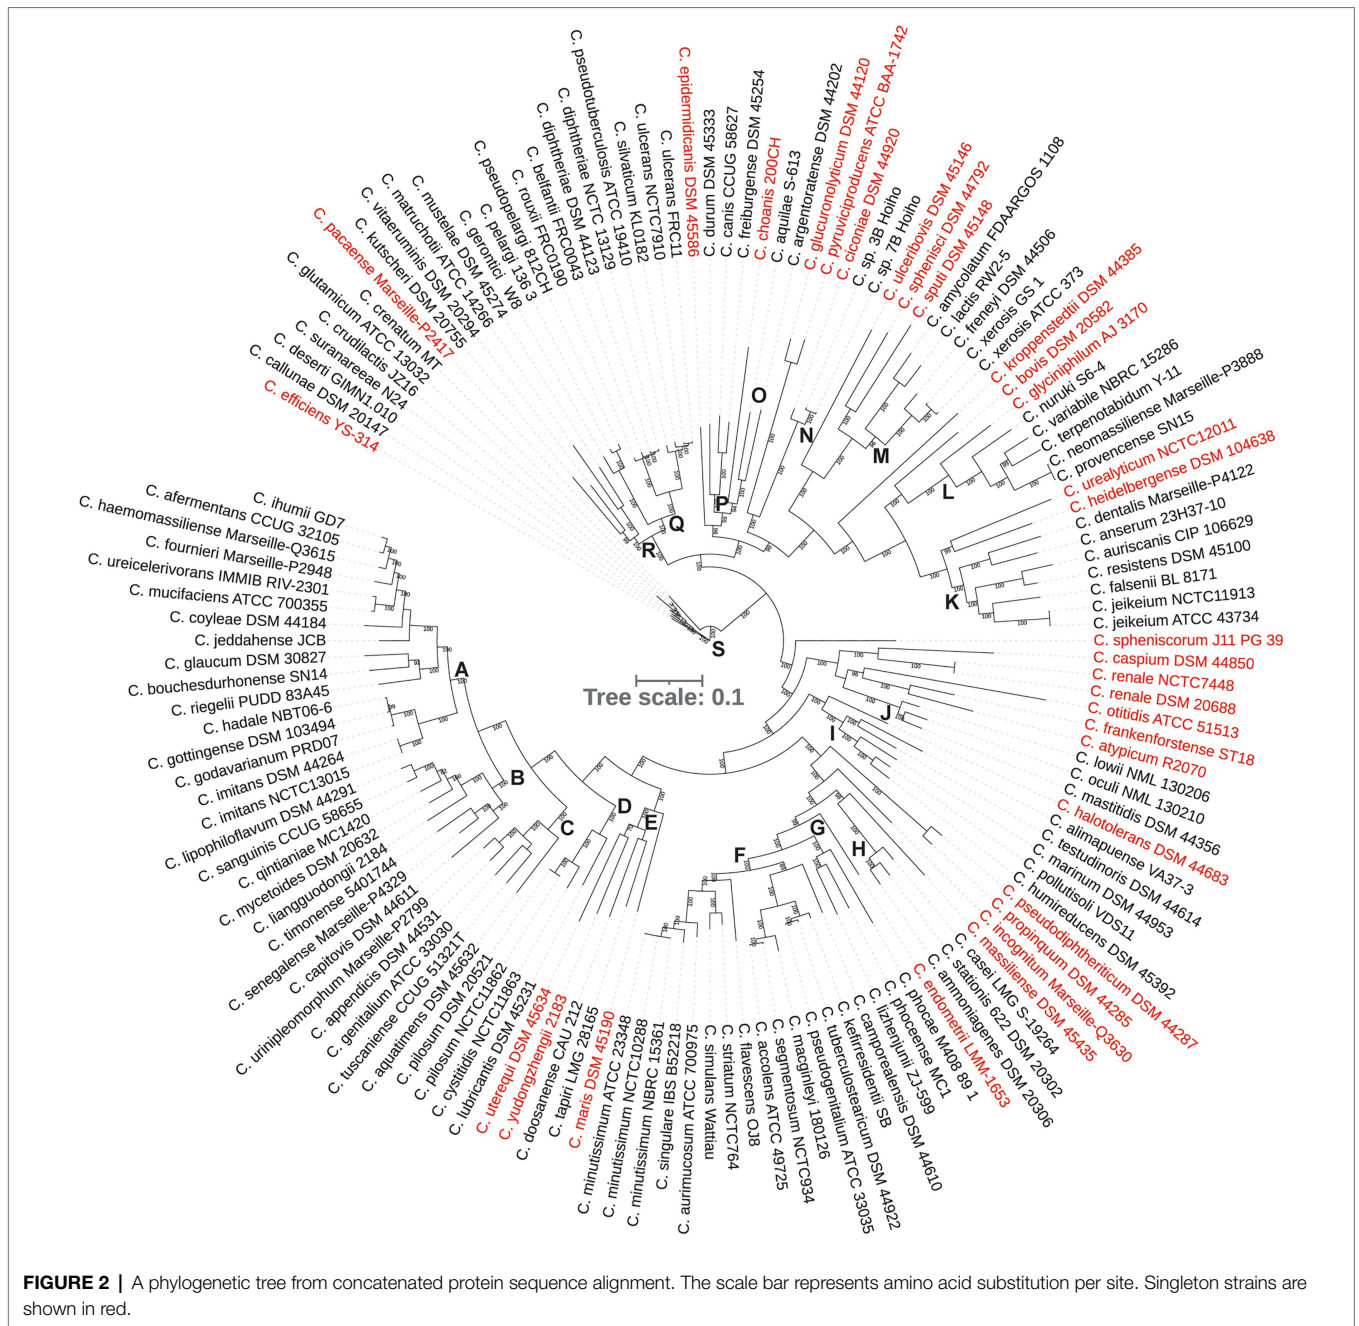 C. efficiens YS-314
C. callunae DSM 20147
C. deserti GIMN1.010
C. suranareeae N24
C. crudilactis JZ16
C. glutamicum ATCC 13032
C. crenatum MT
C. pacaense Marseille-P2417
C. kutscheri DSM 20755
C. vitaeruminis DSM 20294
C. matruchotii ATCC 14266
C. mustelae DSM 45274
C. gerontici W8
C. pelargi 136 3
C. pseudopelargi 812CH
C. rouxii FRC0190
C. belfantii FRC0043
C. diphtheriae DSM 44123
C. diphtheriae NCTC 13129
C. pseudotuberculosis ATCC 19410
C. silvaticum KL0182
C. ulcerans NCTC7910
C. ulcerans FRC11
C. epidermidicanis DSM 45586
C. durum DSM 45333
C. canis CCUG 58627
C. freiburgense DSM 45254
C. choanis 200CH
C. aquilae S-613
C. argentoratense DSM 44202
C. glucuronolyticum DSM 44120
C. pyruviciproducens ATCC BAA-1742
C. ciconiae DSM 44920
C. sp. 3B Hoiho
C. sp. 7B Hoiho
C. ulceribovis DSM 45146
C. sphenisci DSM 44792
C. sputi DSM 45148
C. amycolatum FDAARGOS 1108
C. lactis RW2-5
C. freneyi DSM 44506
C. xerosis GS 1
C. xerosis ATCC 373
C. kroppenstedtii DSM 44385
C. bovis DSM 20582
C. glyciniphilum AJ 3170
C. nuruki S6-4
C. variabile NBRC 15286
C. terpenotabidum Y-11
C. neomassiliense Marseille-P3888
C. provencense SN15
C. urealyticum NCTC12011
C. heidelbergense DSM 104638
C. dentalis Marseille-P4122
C. anserum 23H37-10
C. auriscanis CIP 106629
C. resistens DSM 45100
C. falsenii BL 8171
C. jeikeium NCTC11913
C. jeikeium ATCC 43734
C. spheniscorum J11 PG 39
C. caspium DSM 44850
C. renale NCTC7448
C. renale DSM 20688
C. otitidis ATCC 51513
C. frankenforstense ST18
C. atypicum R2070
C. lowii NML 130206
C. oculi NML 130210
C. mastitidis DSM 44356
C. halotolerans DSM 44683
C. alimapuense VA37-3
C. testudinoris DSM 44614
C. marinum DSM 44953
C. pollutisoli VDS11
C. humireducens DSM 45392
C. pseudodiphtheriticum DSM 44287
C. propinquum DSM 44285
C. incognitum Marseille-Q3630
C. massiliense DSM 45435
C. casei LMG S-19264
C. stationis 622 DSM 20302
C. ammoniagenes DSM 20306
C. endometrii LMM-1653
C. phocae M408 89 1
C. phoceense MC1
C. lizhenjunii ZJ-599
C. camporealensis DSM 44610
C. kefirresidentii SB
C. tuberculostearicum DSM 44922
C. pseudogenitalium ATCC 33035
C. macginleyi 180126
C. segmentosum NCTC934
C. accolens ATCC 49725
C. flavescens OJ8
C. striatum NCTC764
C. simulans Wattiau
C. aurimucosum ATCC 700975
C. singulare IBS B52218
C. minutissimum NBRC 15361
C. minutissimum NCTC10288
C. minutissimum ATCC 23348
C. maris DSM 45190
C. tapiri LMG 28165
C. doosanense CAU 212
C. yudongzhengii 2183
C. uterequi DSM 45634
C. lubricantis DSM 45231
C. cystitidis NCTC11863
C. pilosum NCTC11862
C. pilosum DSM 20521
C. aquatimens DSM 45632
C. tuscaniense CCUG 51321T
C. genitalium ATCC 33030
C. appendicis DSM 44531
C. urinipleomorphum Marseille-P2799
C. capitovis DSM 44611
C. senegalense Marseille-P4329
C. timonense 5401744
C. liangguodongii 2184
C. mycetoides DSM 20632
C. qintianiae MC1420
C. sanguinis CCUG 58655
C. lipophiloflavum DSM 44291
C. imitans NCTC13015
C. imitans DSM 44264
C. godavarianum PRD07
C. gottingense DSM 103494
C. hadale NBT06-6
C. riegelii PUDD 83A45
C. bouchesdurhonense SN14
C. glaucum DSM 30827
C. jeddahense JCB
C. coyleae DSM 44184
C. mucifaciens ATCC 700355
C. ureicelerivorans IMMIB RIV-2301
C. fournieri Marseille-P2948
C. haemomassiliense Marseille-Q3615
C. afermentans CCUG 32105
C. ihumii GD7
A
B
C
D
E
F
G
H
I
J
K
L
M
N
O
P
Q
R
S
Tree scale: 0.1
FIGURE 2 | A phylogenetic tree from concatenated protein sequence alignment. The scale bar represents amino acid substitution per site. Singleton strains are
shown in red.